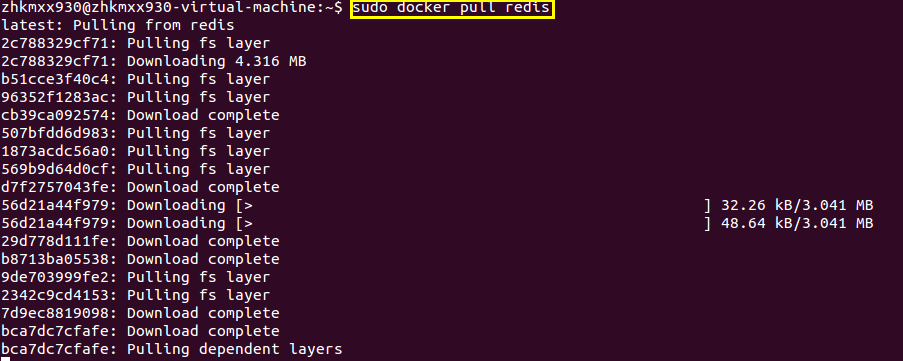 zhkmxx930@zhkmxx930-virtual-machine:~$ sudo docker pull redis
latest: Pulling from redis
2c788329cf71: Pulling fs layer
2c788329cf71: Downloading 4.316 MB
b51cce3f40c4: Pulling fs layer
96352f1283ac: Pulling fs layer
cb39ca092574: Download complete
507bfdd6d983: Pulling fs layer
1873acdc56a0: Pulling fs layer
569b9d64d0cf: Pulling fs layer
d7f2757043fe: Download complete
56d21a44f979: Downloading [>                                                  ] 32.26 kB/3.041 MB
56d21a44f979: Downloading [>                                                  ] 48.64 kB/3.041 MB
29d778d111fe: Download complete
b8713ba05538: Download complete
9de703999fe2: Pulling fs layer
2342c9cd4153: Pulling fs layer
7d9ec8819098: Download complete
bca7dc7cfafe: Download complete
bca7dc7cfafe: Pulling dependent layers